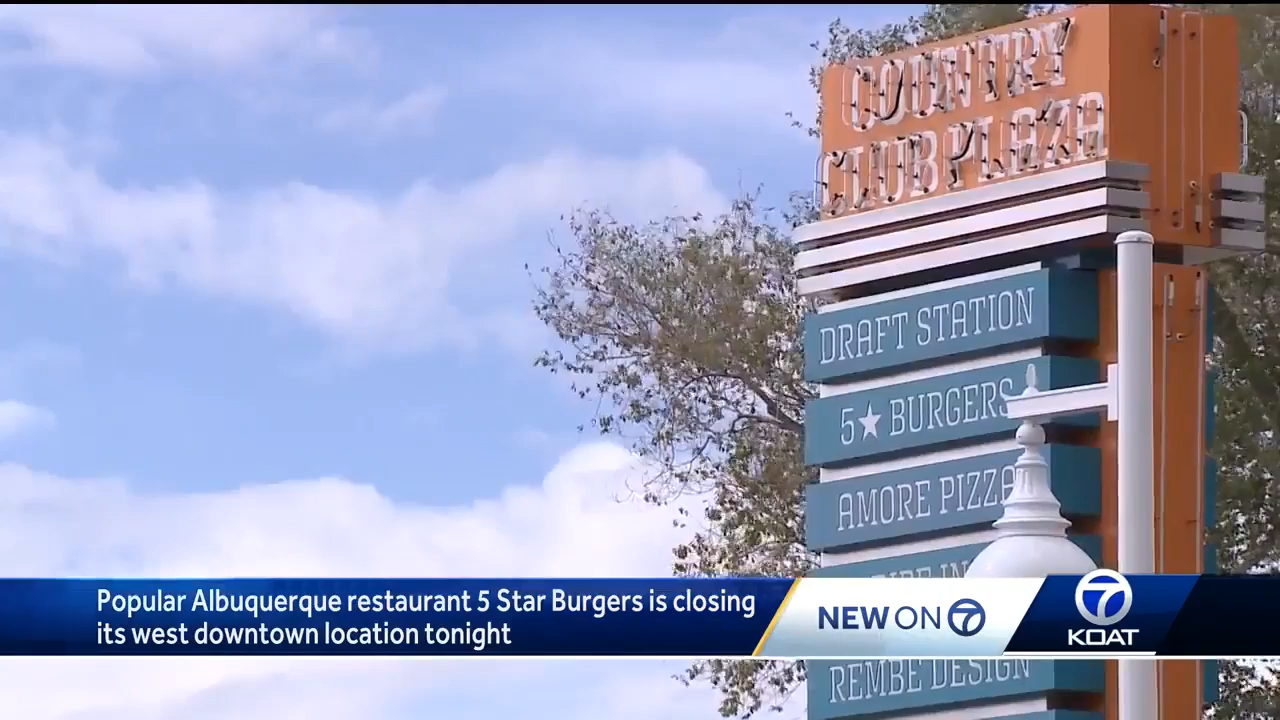 COUNTRY
CLUB PLAZA
DRAFT STATION
5★ BURGERS
AMORE PIZZA
Popular Albuquerque restaurant 5 Star Burgers is closing
its west downtown location tonight
NEW ON 7
7
KOAT
REMBE DESIGN